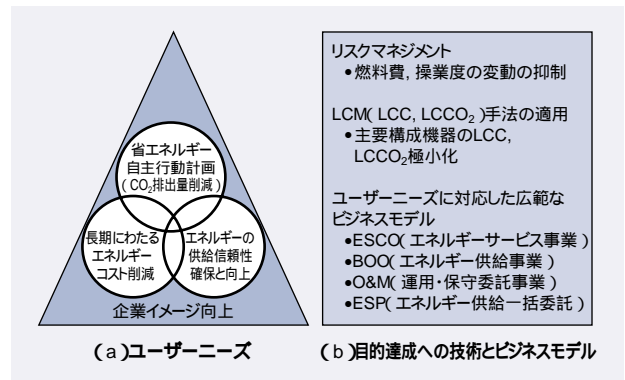 省エネルギー
自主行動計画
(CO₂排出量削減)
長期にわたる
エネルギー
コスト削減
エネルギーの
供給信頼性
確保と向上
企業イメージ向上
(a)ユーザーニーズ
リスクマネジメント
•燃料費,操業度の変動の抑制
LCM(LCC, LCCO₂)手法の適用
•主要構成機器のLCC,
LCCO₂極小化
ユーザーニーズに対応した広範な
ビジネスモデル
•ESCO(エネルギーサービス事業)
•BOO(エネルギー供給事業)
•O&M(運用・保守委託事業)
•ESP(エネルギー供給一括委託)
(b)目的達成への技術とビジネスモデル